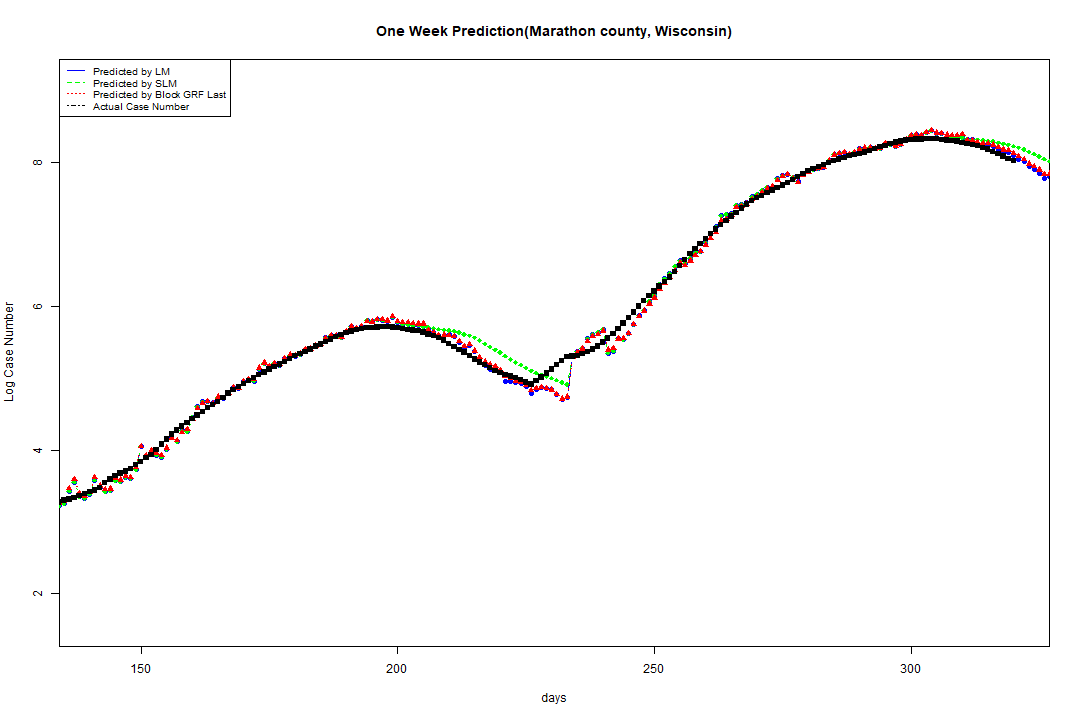 One Week Prediction(Marathon county, Wisconsin)
Predicted by LM
Predicted by SLM
Predicted by Block GRF Last
Actual Case Number
Log Case Number
8
6
4
2
150
200
250
300
days